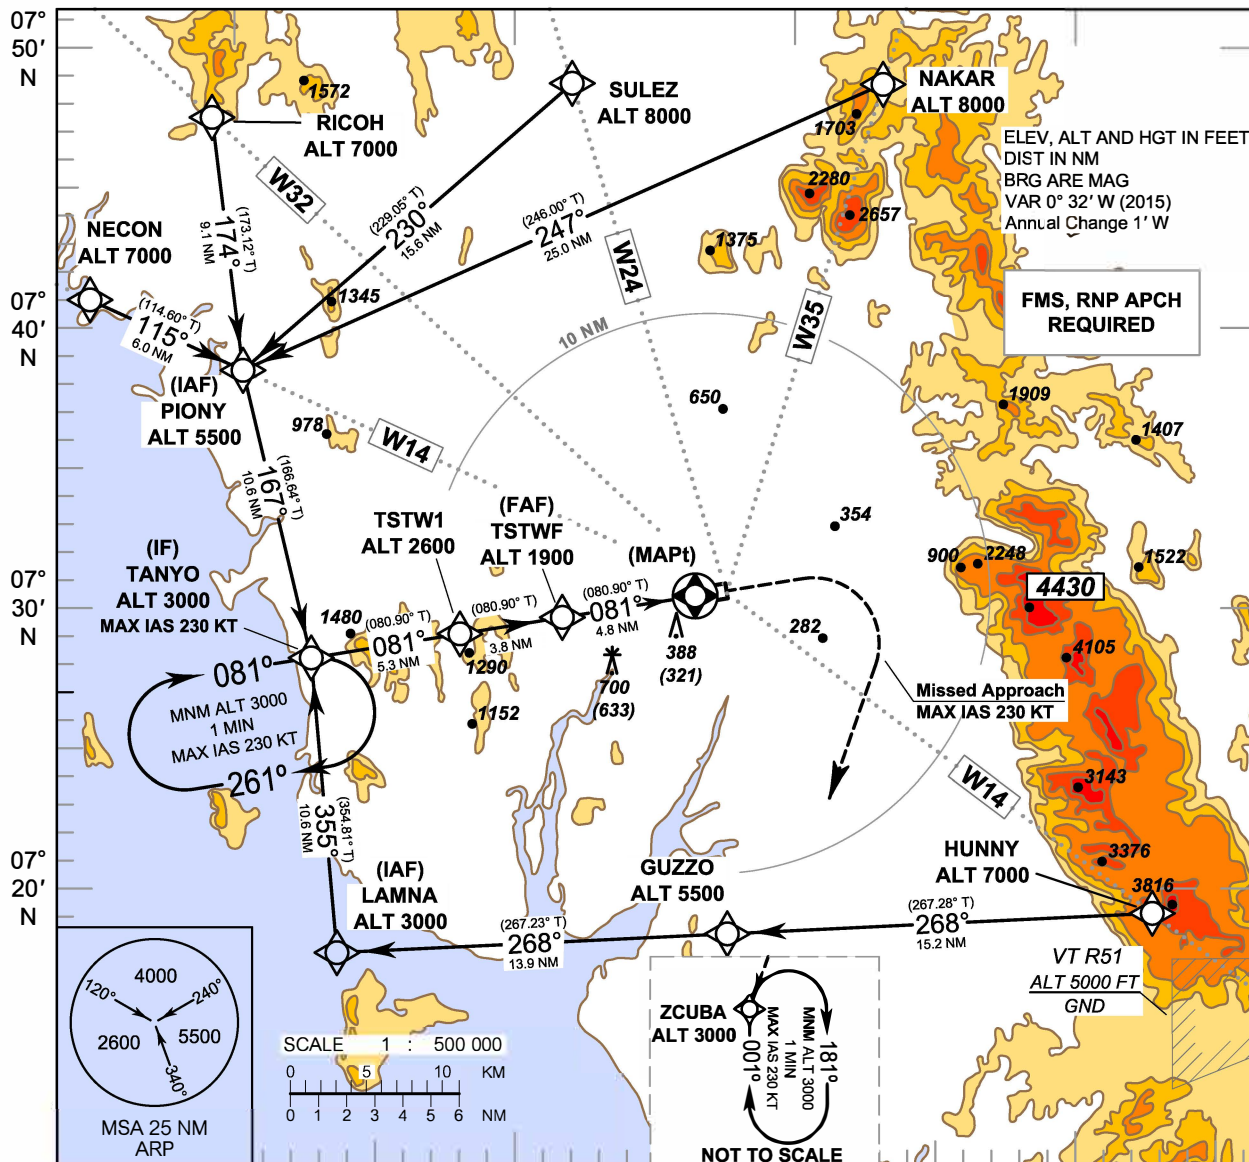 07°
50'
N
1572
RICOH
ALT 7000
SULEZ
ALT 8000
NAKAR
ALT 8000
1703
ELEV, ALT AND HGT IN FEET
DIST IN NM
BRG ARE MAG
VAR 0° 32' W (2015)
Annual Change 1' W
2280
2657
W32
NECON
ALT 7000
(173.12° T)
174°
9.1 NM
(229.05° T)
230°
15.6 NM
(246.00° T)
247°
25.0 NM
W24
1375
07°
40'
N
1345
(114.60° T)
115°
6.0 NM
10 NM
W35
FMS, RNP APCH
REQUIRED
(IAF)
PIONY
ALT 5500
978
W14
650
1909
1407
(166.64° T)
167°
10.6 NM
TSTW1
ALT 2600
(FAF)
TSTWF
ALT 1900
(MAPt)
354
900
2248
1522
4430
07°
30'
N
(IF)
TANYO
ALT 3000
MAX IAS 230 KT
1480
(080.90° T)
081°
5.3 NM
(080.90° T)
3.8 NM
(080.90° T)
081°
4.8 NM
1290
388
(321)
282
4105
700
(633)
1152
081°
MNM ALT 3000
1 MIN
MAX IAS 230 KT
261°
Missed Approach
MAX IAS 230 KT
W14
3143
(354.81° T)
355°
10.6 NM
07°
20'
N
(IAF)
LAMNA
ALT 3000
GUZZO
ALT 5500
HUNNY
ALT 7000
3376
3816
(267.23° T)
268°
13.9 NM
(267.28° T)
268°
15.2 NM
VT R51
ALT 5000 FT
GND
4000
120°
240°
2600
5500
340°
MSA 25 NM
ARP
SCALE 1 : 500 000
0 5 10 KM
0 1 2 3 4 5 6 NM
ZCUBA
ALT 3000
001°
MAX IAS 230 KT
1 MIN
MNM ALT 3000
181°
NOT TO SCALE